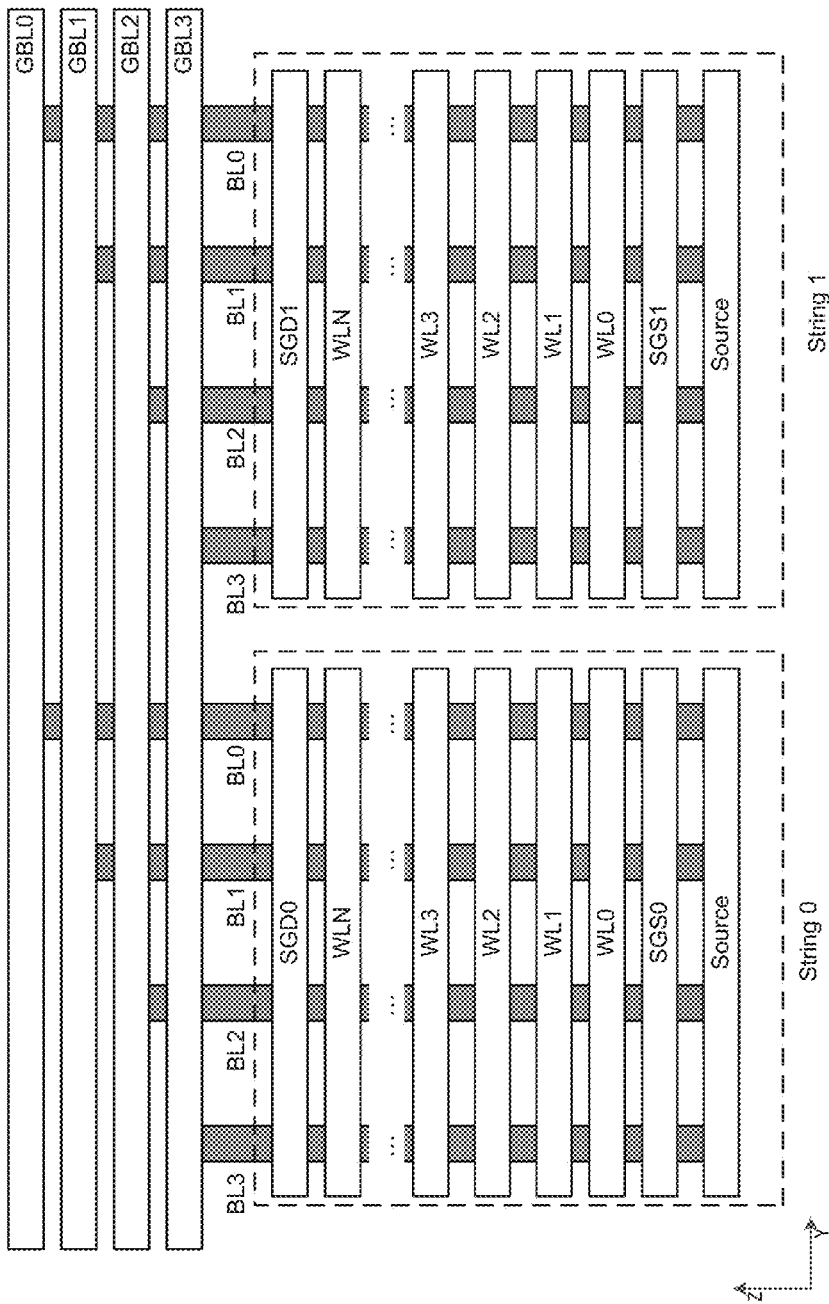 GBL0
GBL1
GBL2
GBL3
BL3
BL2
BL1
BL0
BL3
BL2
BL1
BL0
SGD0
SGD1
WLN
WLN
...
...
...
...
...
...
...
...
WL3
WL3
WL2
WL2
WL1
WL1
WL0
WL0
SGS0
SGS1
Source
Source
String 0
String 1
Z
Y